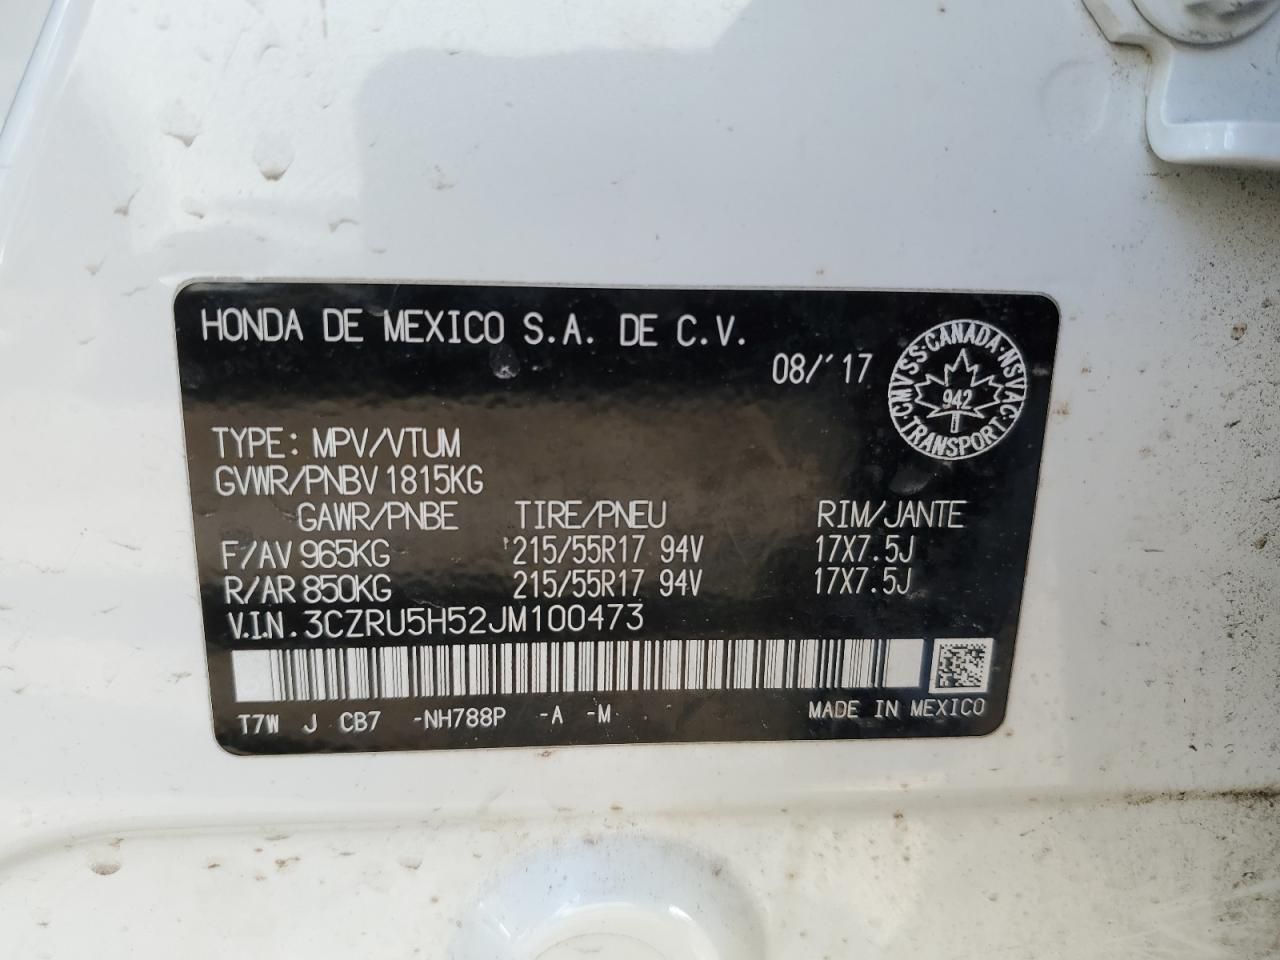 HONDA DE MEXICO S.A. DE C.V.
08/'17
CMVSS·CANADA·NSVAC·TRANSPORT·
942
TYPE: MPV/VTUM
GVWR/PNBV 1815KG
GAWR/PNBE TIRE/PNEU RIM/JANTE
F/AV 965KG 215/55R17 94V 17X7.5J
R/AR 850KG 215/55R17 94V 17X7.5J
V.I.N. 3CZRU5H52JM100473
T7W J CB7 -NH788P -A -M - MADE IN MEXICO